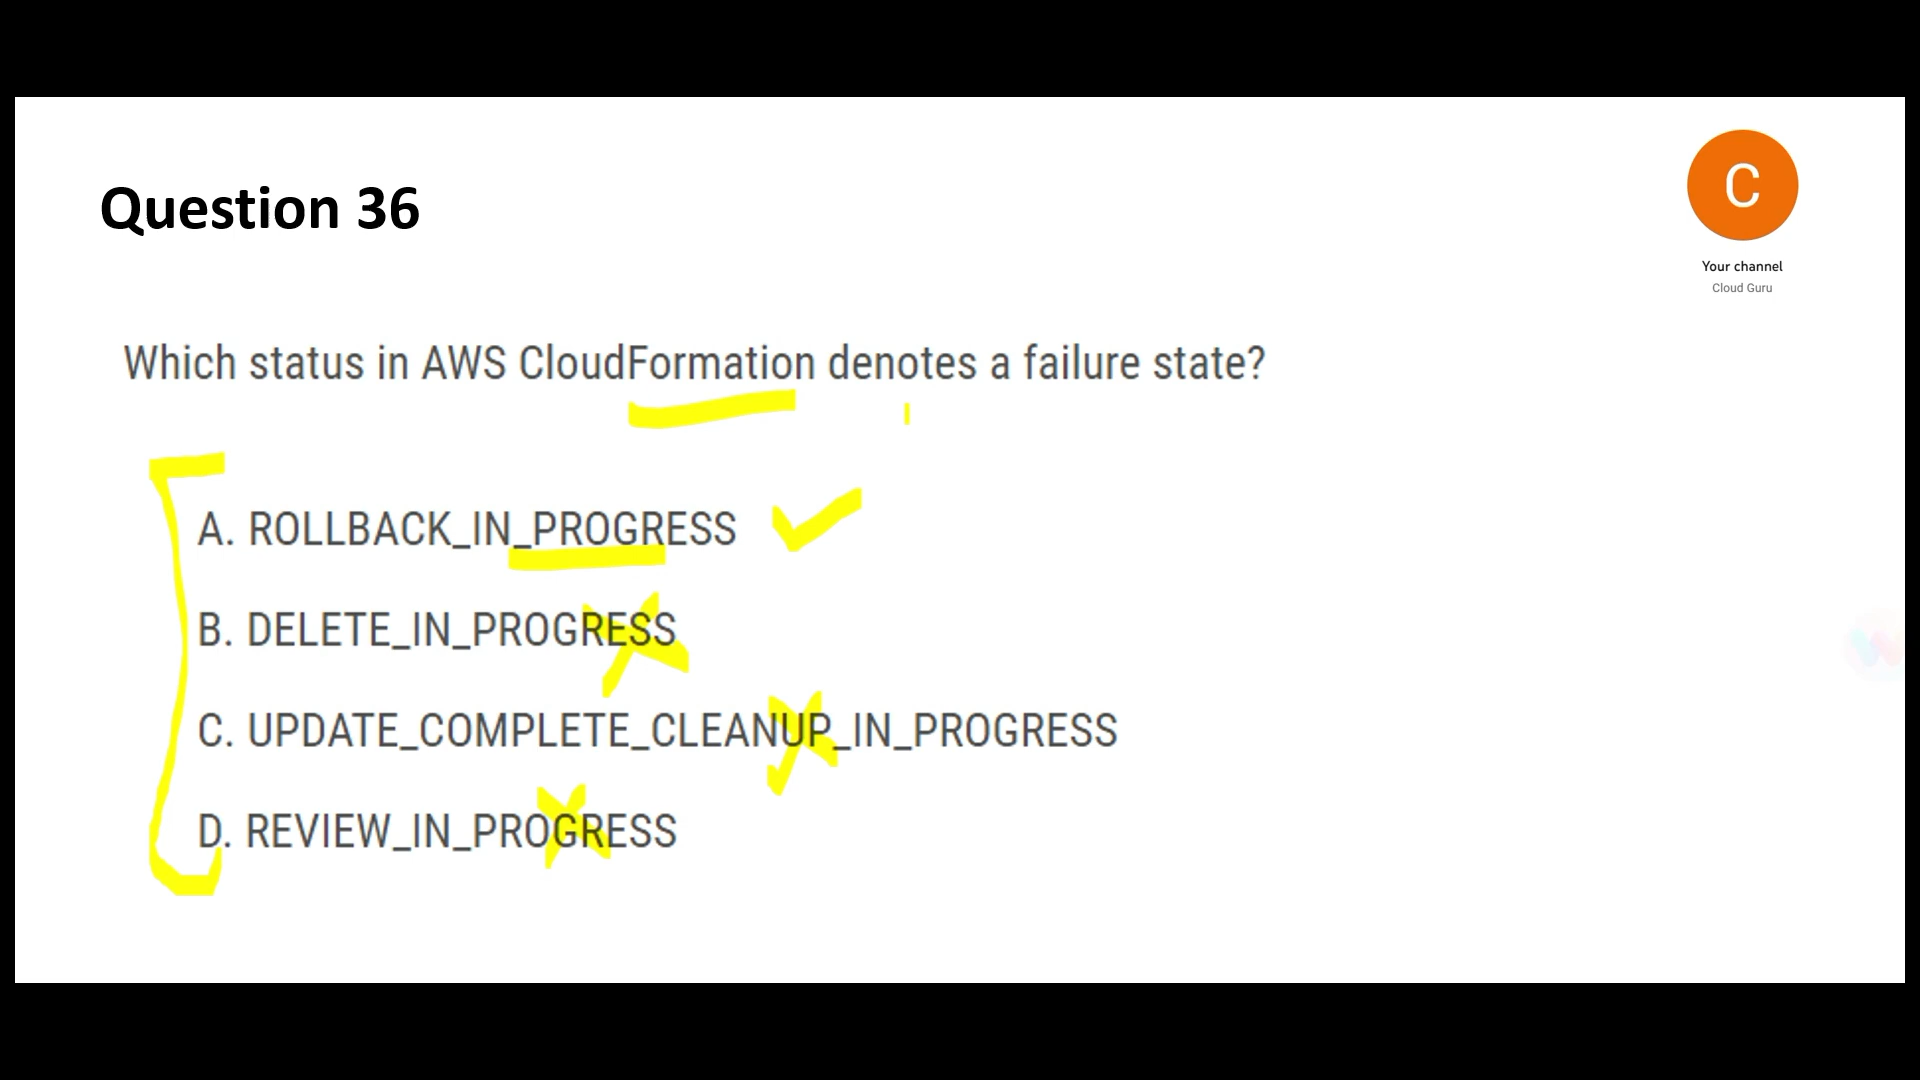 Question 36
C
Your channel
Cloud Guru
Which status in AWS CloudFormation denotes a failure state?
A. ROLLBACK_IN_PROGRESS
B. DELETE_IN_PROGRESS
C. UPDATE_COMPLETE_CLEANUP_IN_PROGRESS
D. REVIEW_IN_PROGRESS